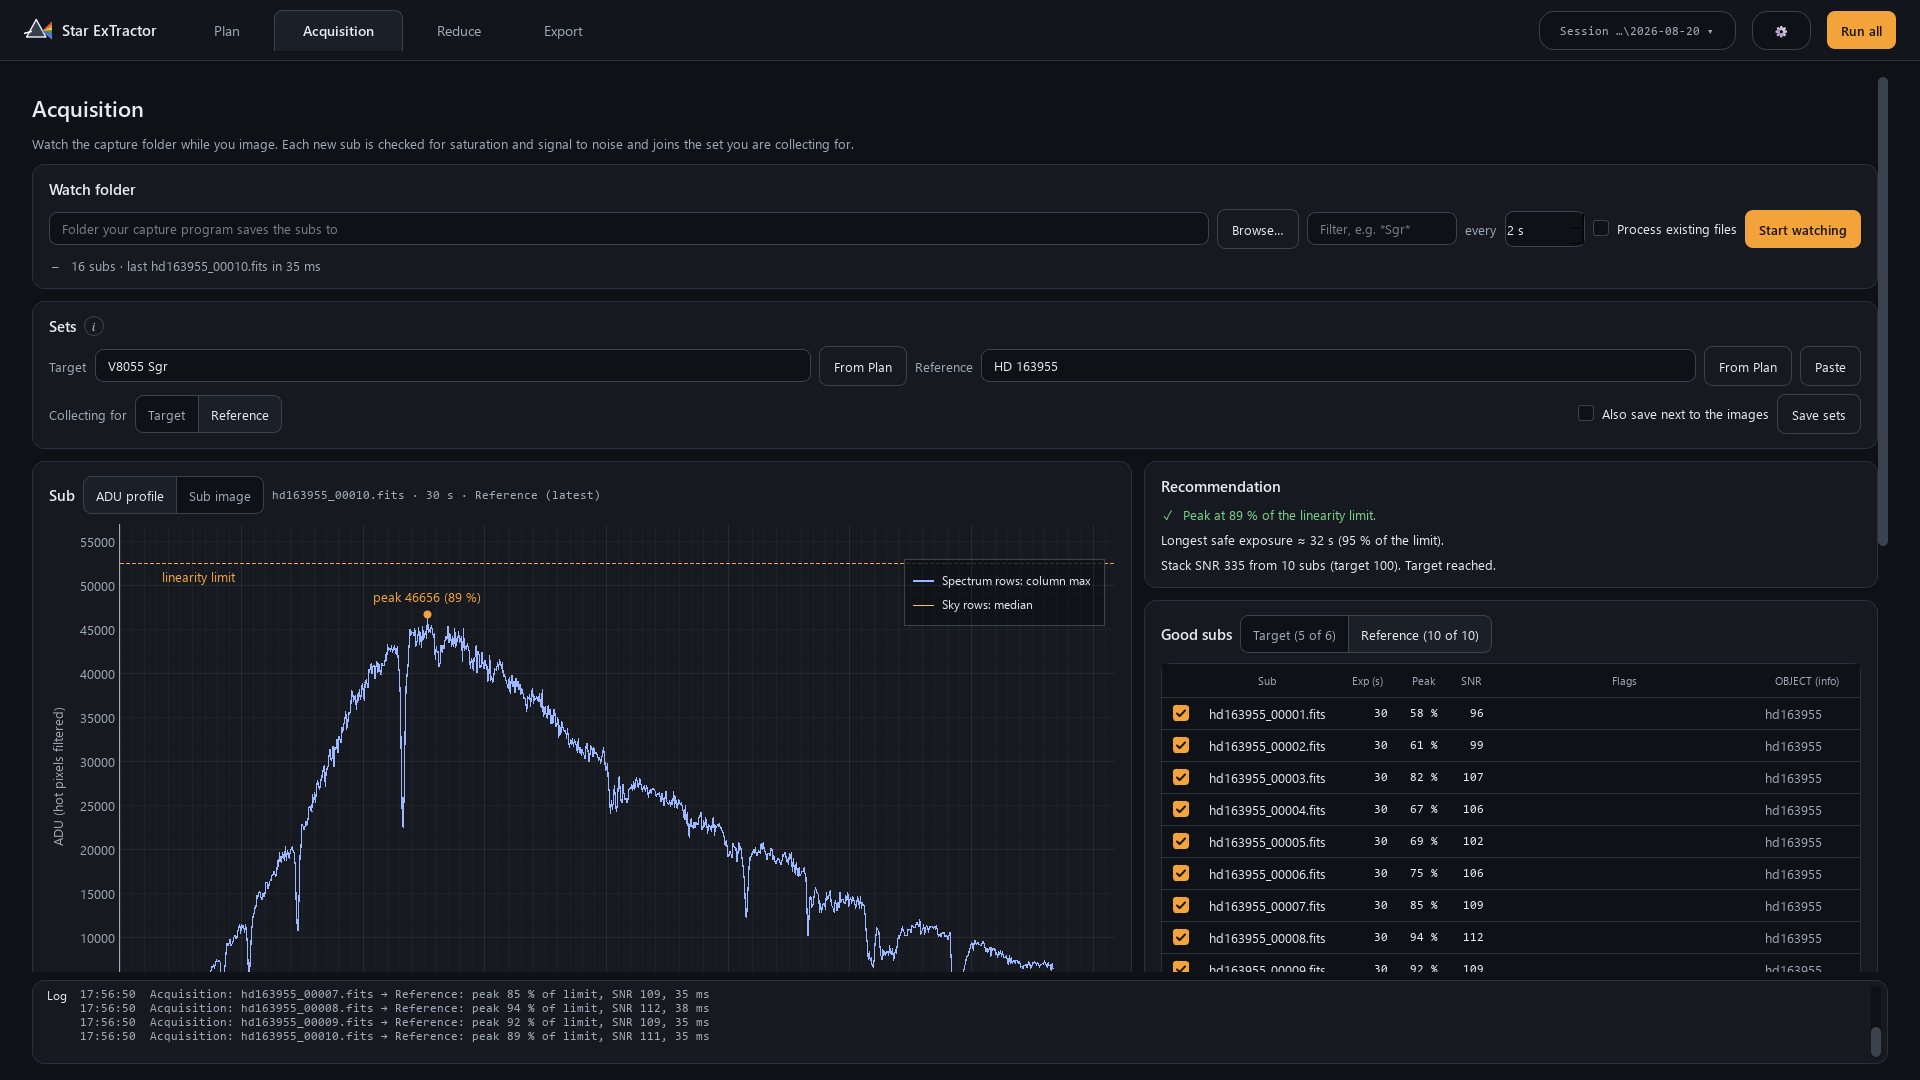 Star ExTractor
Plan
Acquisition
Reduce
Export
Session …\2026-08-20 ▾
Run all
Acquisition
Watch the capture folder while you image. Each new sub is checked for saturation and signal to noise and joins the set you are collecting for.
Watch folder
Folder your capture program saves the subs to
Browse...
Filter, e.g. *Sgr*
every
2 s
Process existing files
Start watching
– 16 subs · last hd163955_00010.fits in 35 ms
Sets i
Target
V8055 Sgr
From Plan
Reference
HD 163955
From Plan
Paste
Collecting for
Target
Reference
Also save next to the images
Save sets
Sub
ADU profile
Sub image
hd163955_00010.fits · 30 s · Reference (latest)
ADU (hot pixels filtered)
55000
50000
45000
40000
35000
30000
25000
20000
15000
10000
linearity limit
peak 46656 (89 %)
Spectrum rows: column max
Sky rows: median
Recommendation
✓ Peak at 89 % of the linearity limit.
Longest safe exposure ≈ 32 s (95 % of the limit).
Stack SNR 335 from 10 subs (target 100). Target reached.
Good subs
Target (5 of 6)
Reference (10 of 10)
Sub Exp (s) Peak SNR Flags OBJECT (info)
hd163955_00001.fits 30 58 % 96 hd163955
hd163955_00002.fits 30 61 % 99 hd163955
hd163955_00003.fits 30 82 % 107 hd163955
hd163955_00004.fits 30 67 % 106 hd163955
hd163955_00005.fits 30 69 % 102 hd163955
hd163955_00006.fits 30 75 % 106 hd163955
hd163955_00007.fits 30 85 % 109 hd163955
hd163955_00008.fits 30 94 % 112 hd163955
hd163955_00009.fits 30 92 % 109 hd163955
Log
17:56:50 Acquisition: hd163955_00007.fits → Reference: peak 85 % of limit, SNR 109, 35 ms
17:56:50 Acquisition: hd163955_00008.fits → Reference: peak 94 % of limit, SNR 112, 38 ms
17:56:50 Acquisition: hd163955_00009.fits → Reference: peak 92 % of limit, SNR 109, 35 ms
17:56:50 Acquisition: hd163955_00010.fits → Reference: peak 89 % of limit, SNR 111, 35 ms